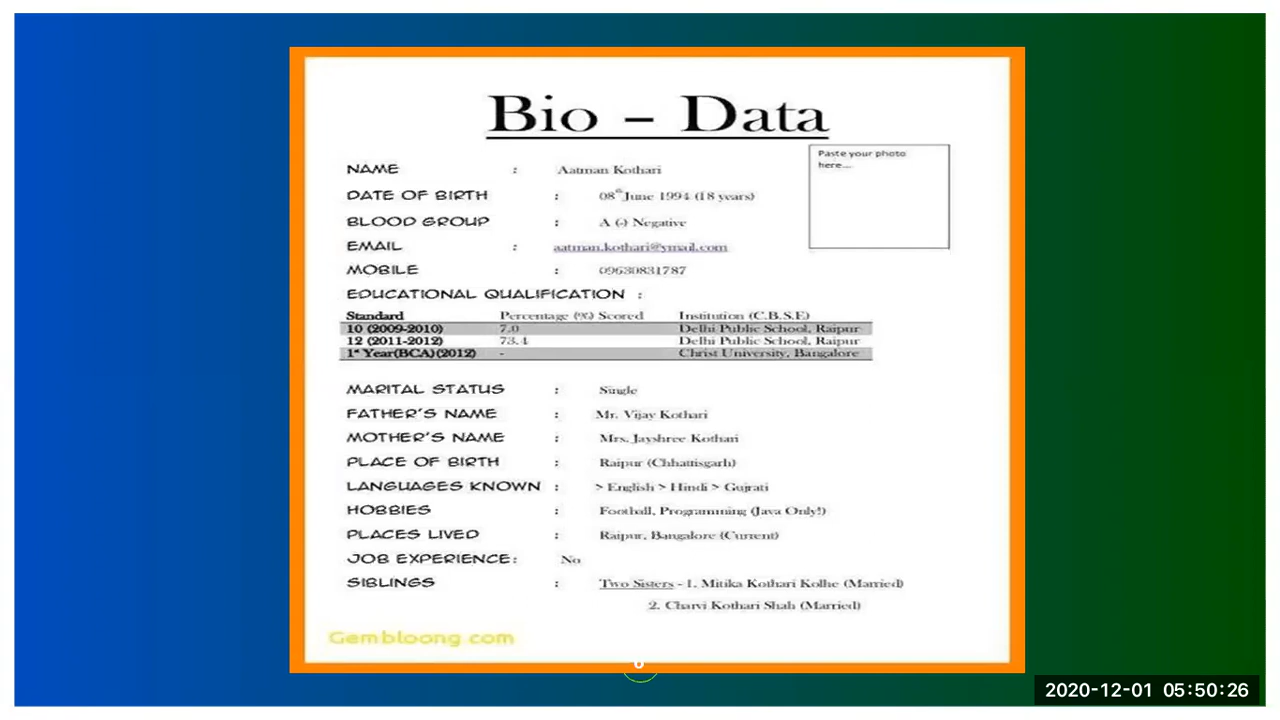 Bio – Data
Paste your photo here...
NAME : Aatman Kothari
DATE OF BIRTH : 08th June 1994 (18 years)
BLOOD GROUP : A (-) Negative
EMAIL : aatman.kothari@ymail.com
MOBILE : 09630831787
EDUCATIONAL QUALIFICATION :
Standard Percentage (%) Scored Institution (C.B.S.E)
10 (2009-2010) 7.0 Delhi Public School, Raipur
12 (2011-2012) 73.4 Delhi Public School, Raipur
1st Year(BCA)(2012) - Christ University, Bangalore
MARITAL STATUS : Single
FATHER'S NAME : Mr. Vijay Kothari
MOTHER'S NAME : Mrs. Jayshree Kothari
PLACE OF BIRTH : Raipur (Chhattisgarh)
LANGUAGES KNOWN : > English > Hindi > Gujrati
HOBBIES : Football, Programming (Java Only!)
PLACES LIVED : Raipur, Bangalore (Current)
JOB EXPERIENCE: No
SIBLINGS : Two Sisters - 1. Mitika Kothari Kolhe (Married)
2. Charvi Kothari Shah (Married)
Gembloong.com
6
2020-12-01 05:50:26